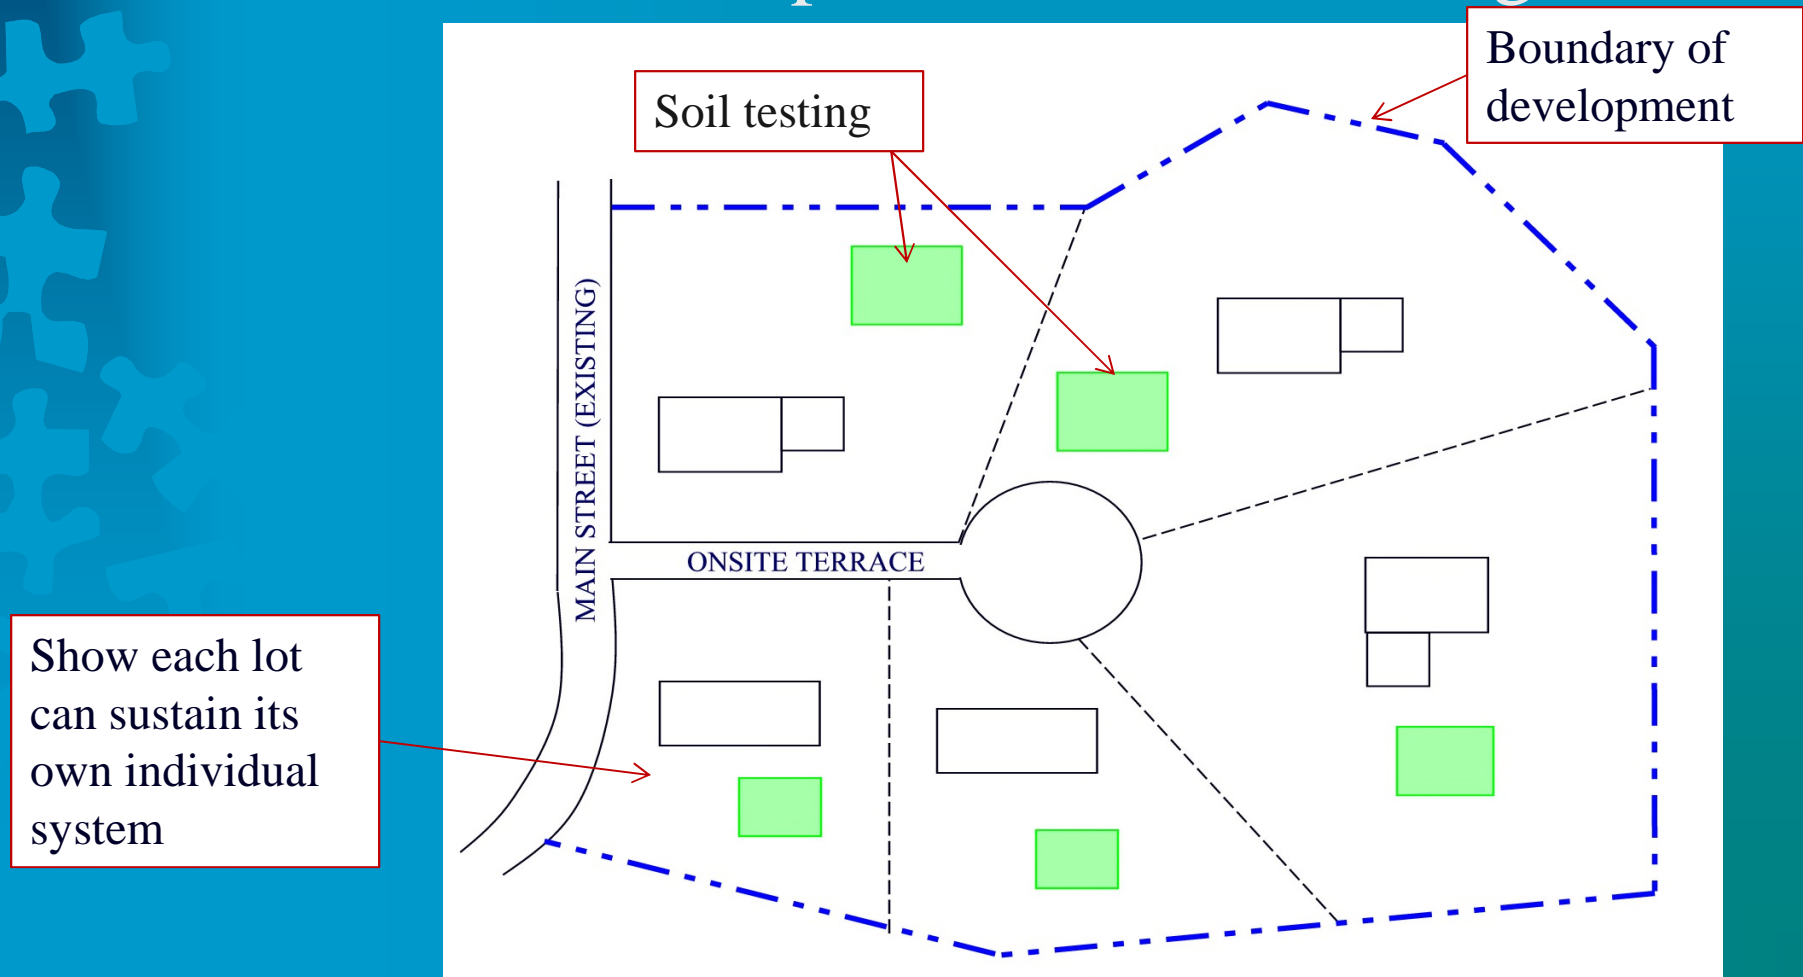 Boundary of
development
Soil testing
MAIN STREET (EXISTING)
ONSITE TERRACE
Show each lot
can sustain its
own individual
system